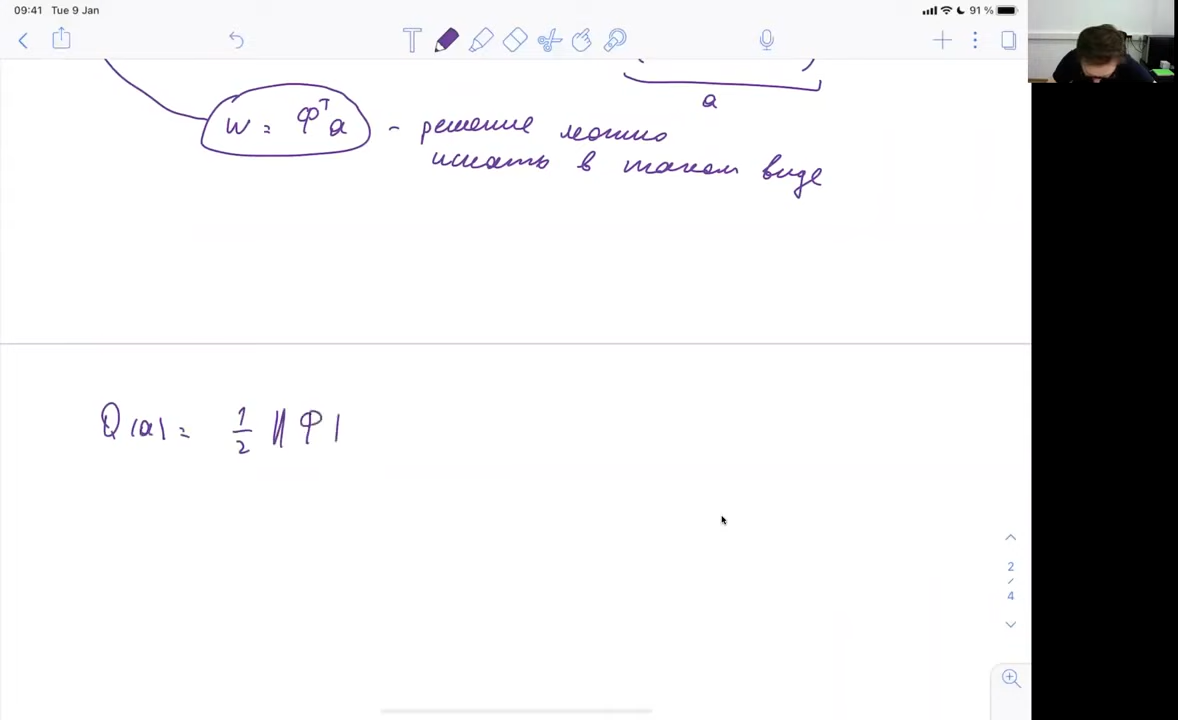 09:41 Tue 9 Jan
91 %
T
a
w = Φᵀa - решение можно
искать в таком виде
Q(a) = 1/2 ||Φ|
2
/
4